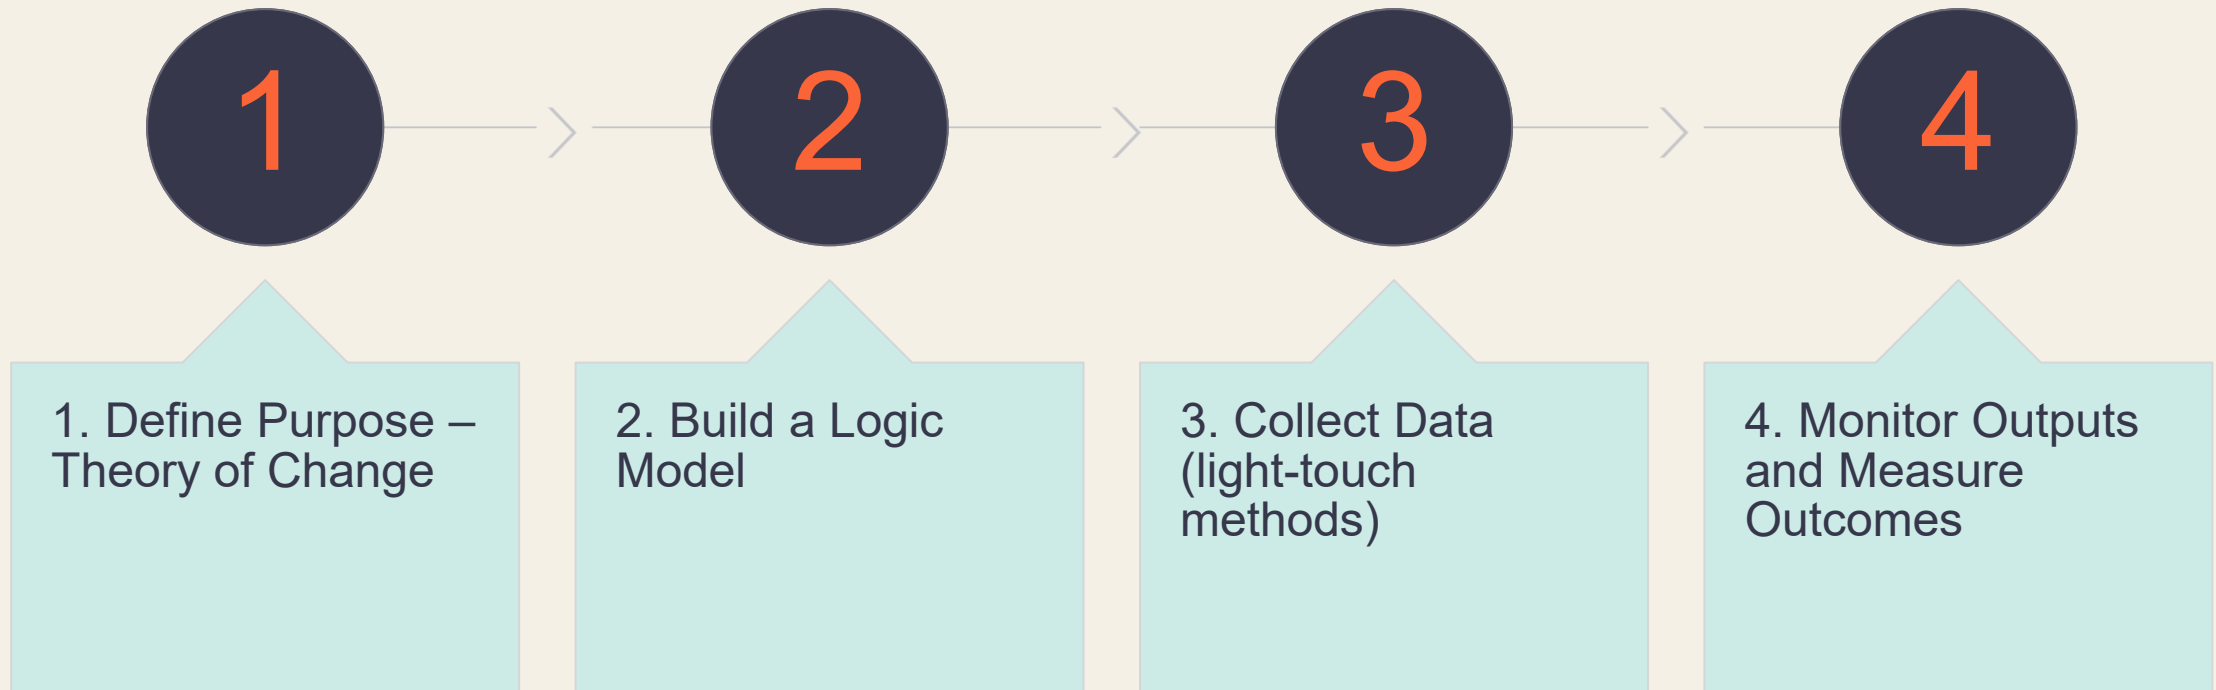 1
2
3
4
1. Define Purpose –
Theory of Change
2. Build a Logic
Model
3. Collect Data
(light-touch
methods)
4. Monitor Outputs
and Measure
Outcomes